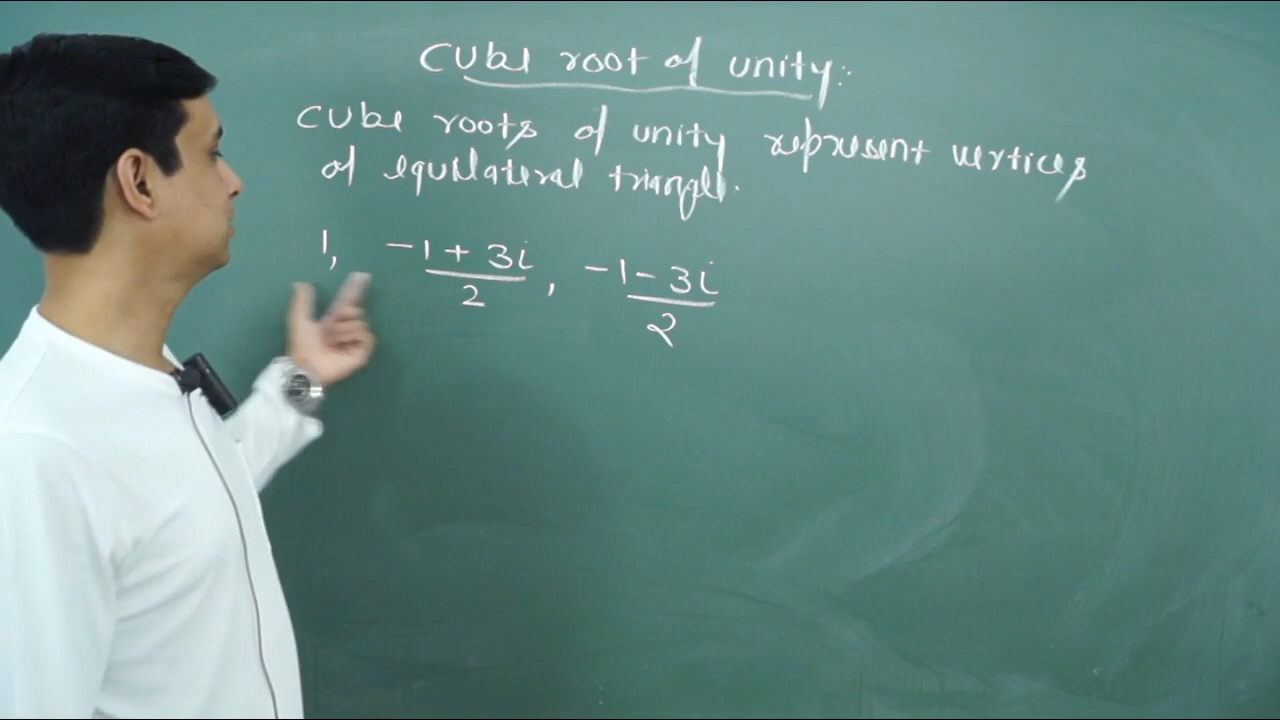 Cube root of unity:
Cube roots of unity represent vertices
of equilateral triangle.
1, -1 + 3i / 2 , -1 - 3i / 2